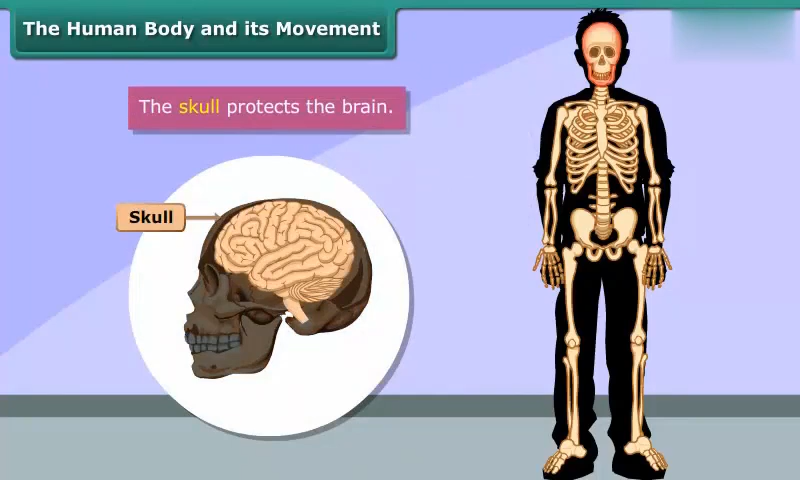 The Human Body and its Movement
The skull protects the brain.
Skull